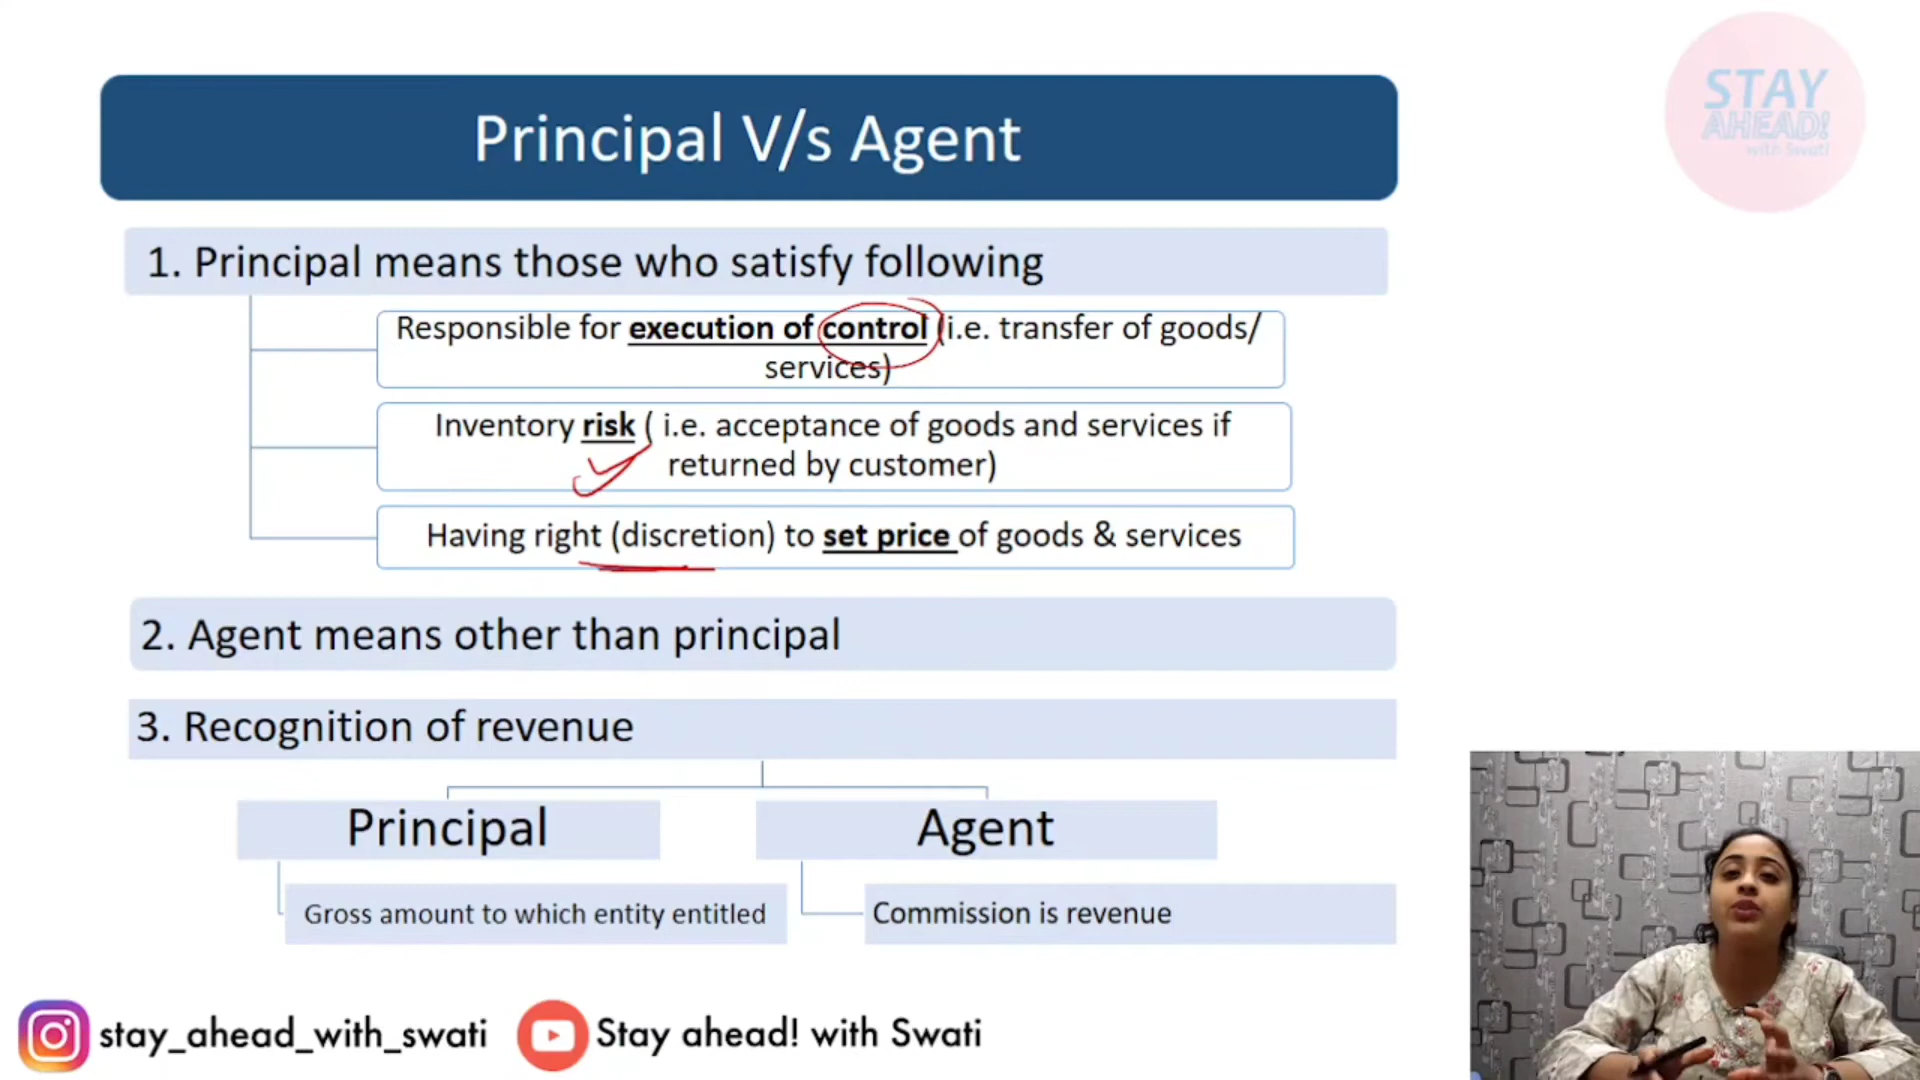 STAY
AHEAD!
with Swati
Principal V/s Agent
1. Principal means those who satisfy following
Responsible for execution of control (i.e. transfer of goods/
services)
Inventory risk ( i.e. acceptance of goods and services if
returned by customer)
Having right (discretion) to set price of goods & services
2. Agent means other than principal
3. Recognition of revenue
Principal
Agent
Gross amount to which entity entitled
Commission is revenue
stay_ahead_with_swati
Stay ahead! with Swati